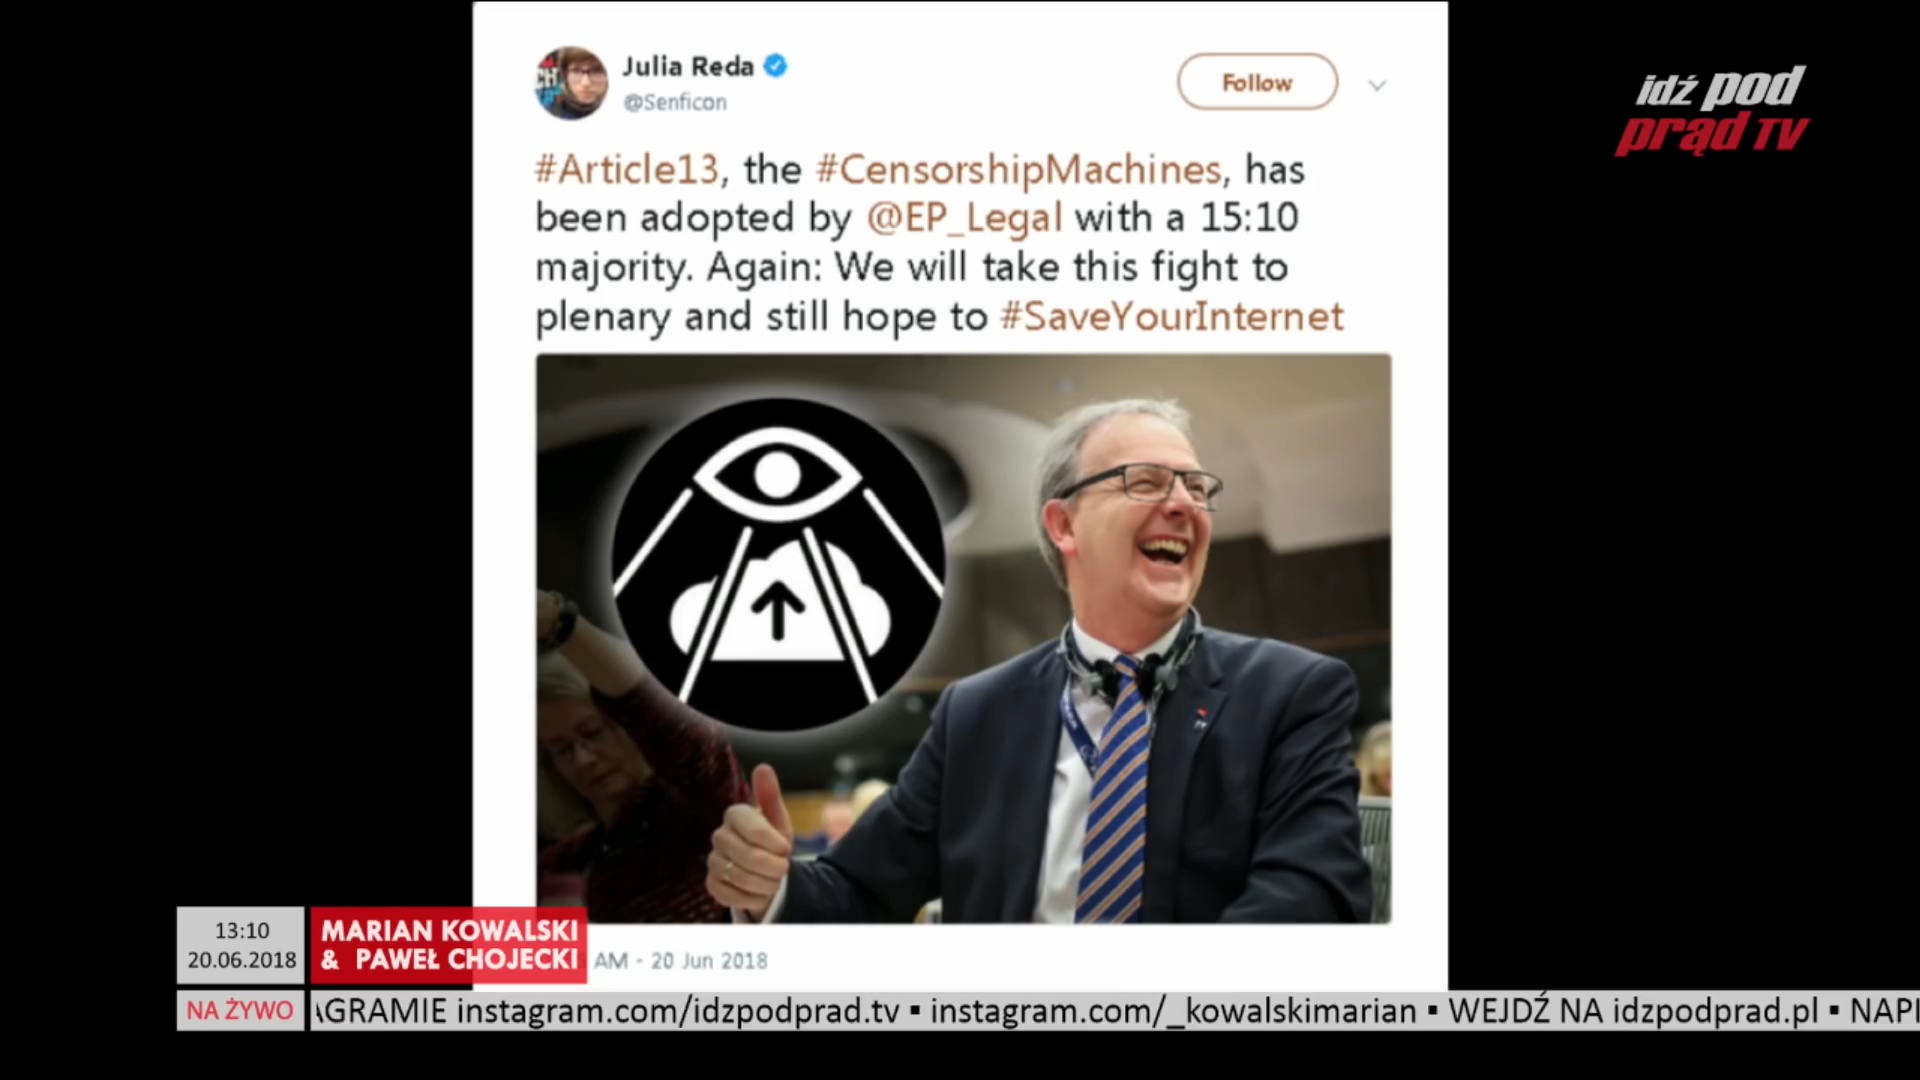 Julia Reda
@Senficon
Follow
idź pod
prąd TV
#Article13, the #CensorshipMachines, has
been adopted by @EP_Legal with a 15:10
majority. Again: We will take this fight to
plenary and still hope to #SaveYourInternet
13:10
20.06.2018
MARIAN KOWALSKI
& PAWEŁ CHOJECKI
AM - 20 Jun 2018
NA ŻYWO
AGRAMIE instagram.com/idzpodprad.tv ▪ instagram.com/_kowalskimarian ▪ WEJDŹ NA idzpodprad.pl ▪ NAPI